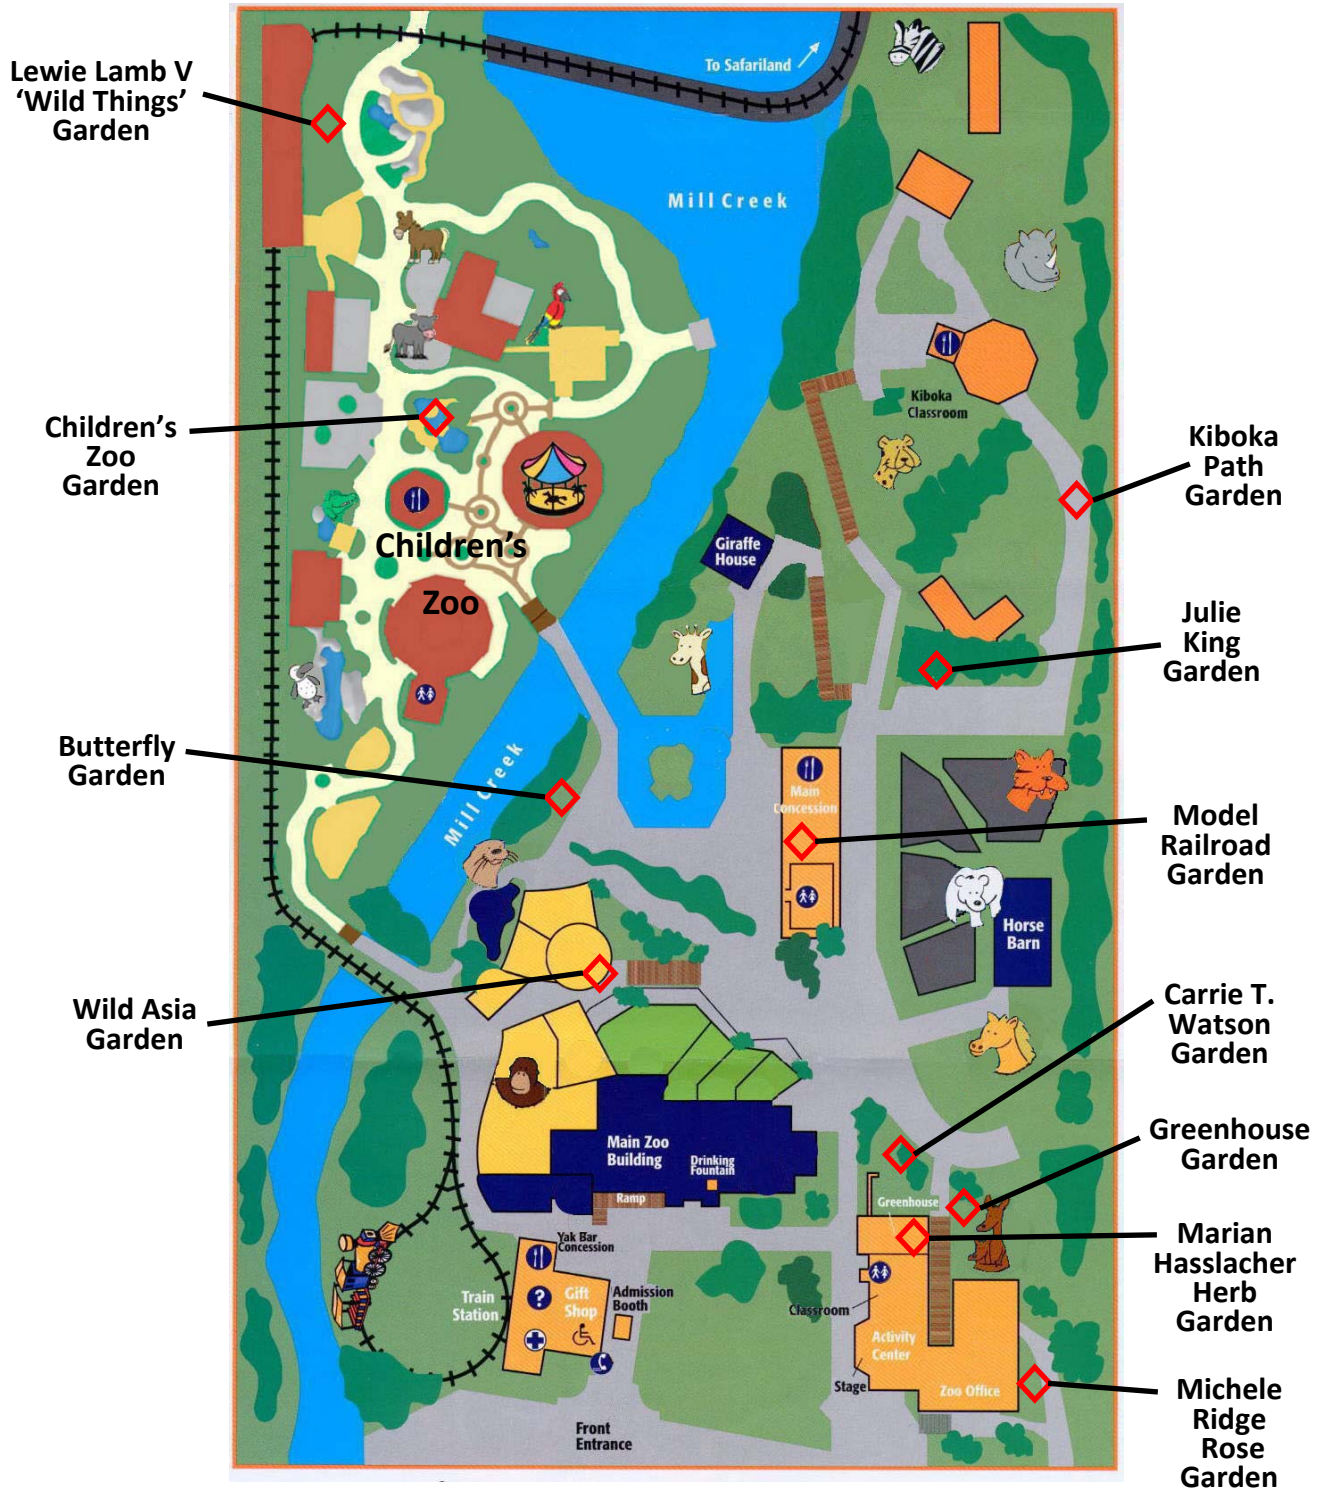 To Safariland
Mill Creek
Lewie Lamb V
‘Wild Things’
Garden
Children’s
Zoo
Garden
Kiboka
Classroom
Kiboka
Path
Garden
Children’s
Zoo
Giraffe
House
Julie
King
Garden
Butterfly
Garden
Mill Creek
Main
Concession
Model
Railroad
Garden
Horse
Barn
Wild Asia
Garden
Carrie T.
Watson
Garden
Main Zoo
Building
Drinking
Fountain
Ramp
Greenhouse
Greenhouse
Garden
Marian
Hasslacher
Herb
Garden
Yak Bar
Concession
Train
Station
?
Gift
Shop
Admission
Booth
Classroom
Activity
Center
Stage
Zoo Office
Michele
Ridge
Rose
Garden
Front
Entrance